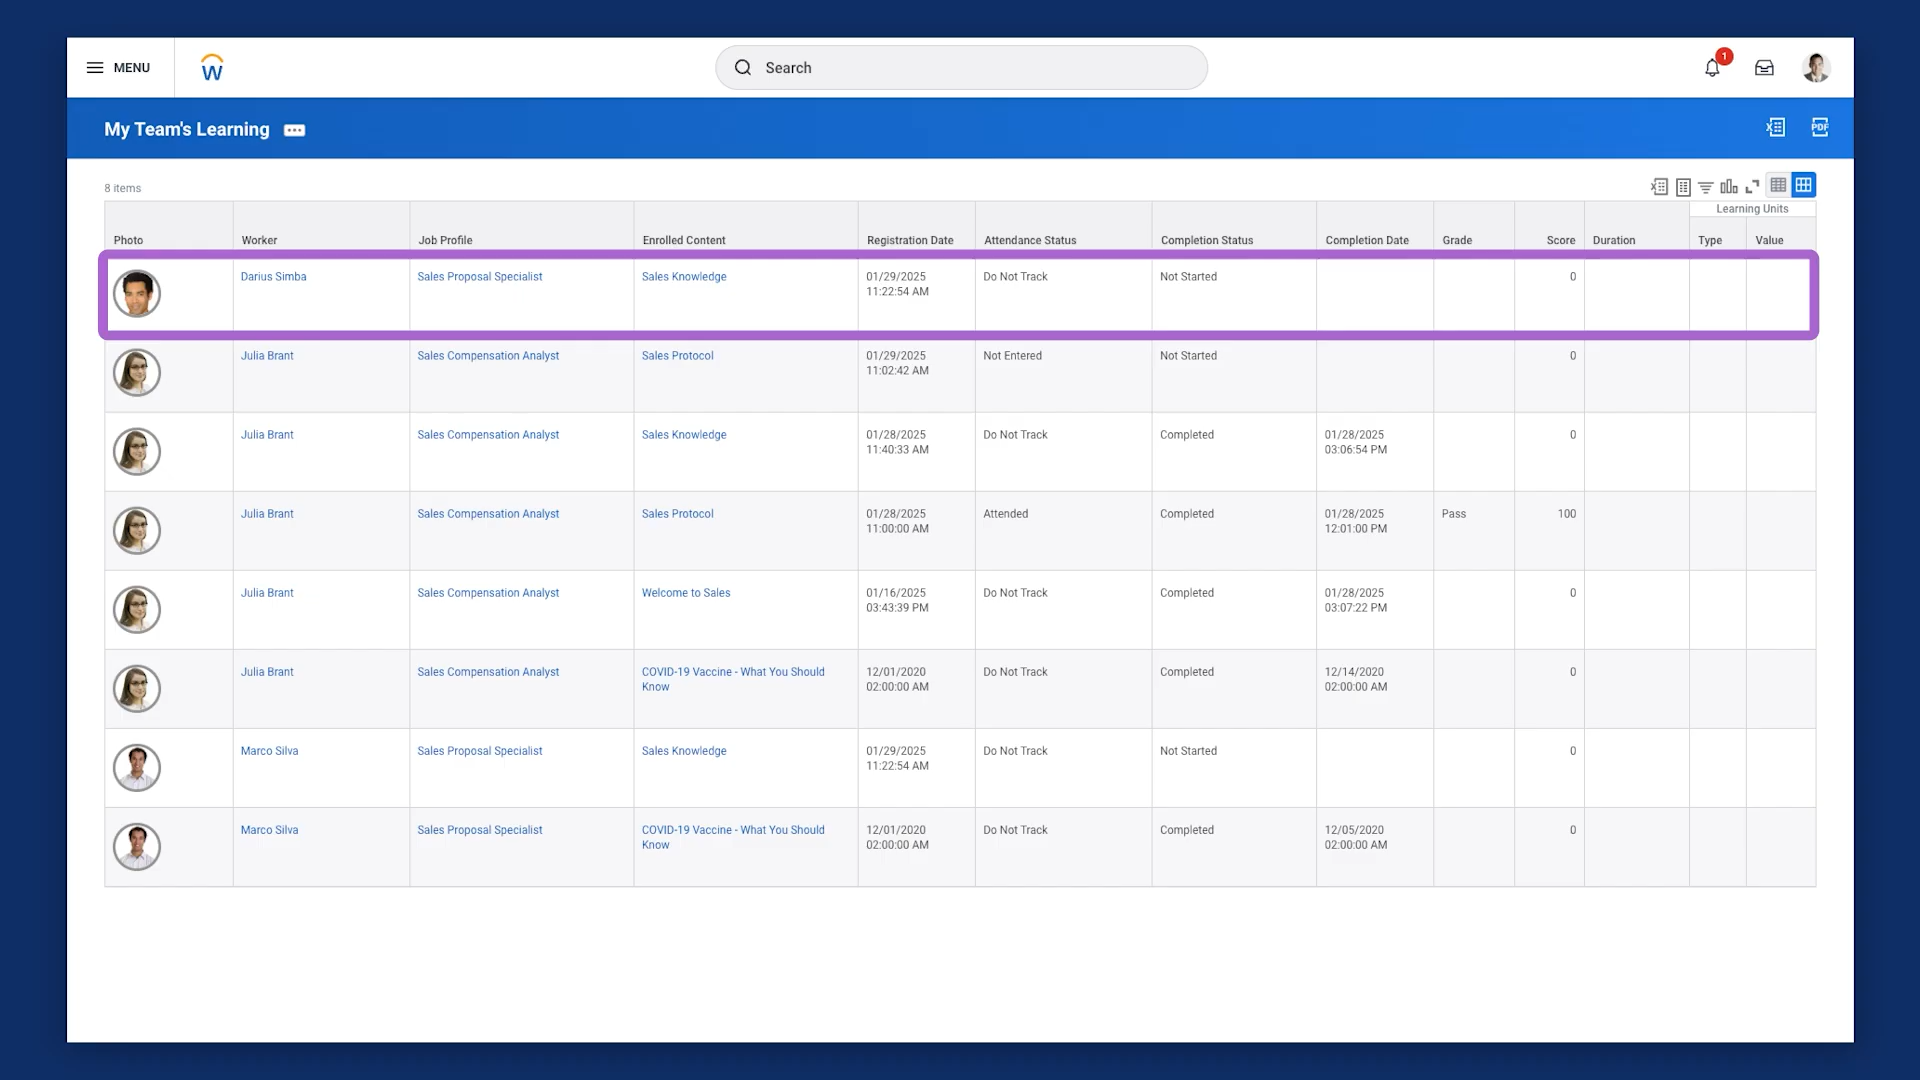 MENU
W
Search
1
My Team's Learning
PDF
8 items
Learning Units
Photo Worker Job Profile Enrolled Content Registration Date Attendance Status Completion Status Completion Date Grade Score Duration Type Value
Darius Simba Sales Proposal Specialist Sales Knowledge 01/29/2025 Do Not Track Not Started 0
11:22:54 AM
Julia Brant Sales Compensation Analyst Sales Protocol 01/29/2025 Not Entered Not Started 0
11:02:42 AM
Julia Brant Sales Compensation Analyst Sales Knowledge 01/28/2025 Do Not Track Completed 01/28/2025 0
11:40:33 AM 03:06:54 PM
Julia Brant Sales Compensation Analyst Sales Protocol 01/28/2025 Attended Completed 01/28/2025 Pass 100
11:00:00 AM 12:01:00 PM
Julia Brant Sales Compensation Analyst Welcome to Sales 01/16/2025 Do Not Track Completed 01/28/2025 0
03:43:39 PM 03:07:22 PM
Julia Brant Sales Compensation Analyst COVID-19 Vaccine - What You Should 12/01/2020 Do Not Track Completed 12/14/2020 0
Know 02:00:00 AM 02:00:00 AM
Marco Silva Sales Proposal Specialist Sales Knowledge 01/29/2025 Do Not Track Not Started 0
11:22:54 AM
Marco Silva Sales Proposal Specialist COVID-19 Vaccine - What You Should 12/01/2020 Do Not Track Completed 12/05/2020 0
Know 02:00:00 AM 02:00:00 AM